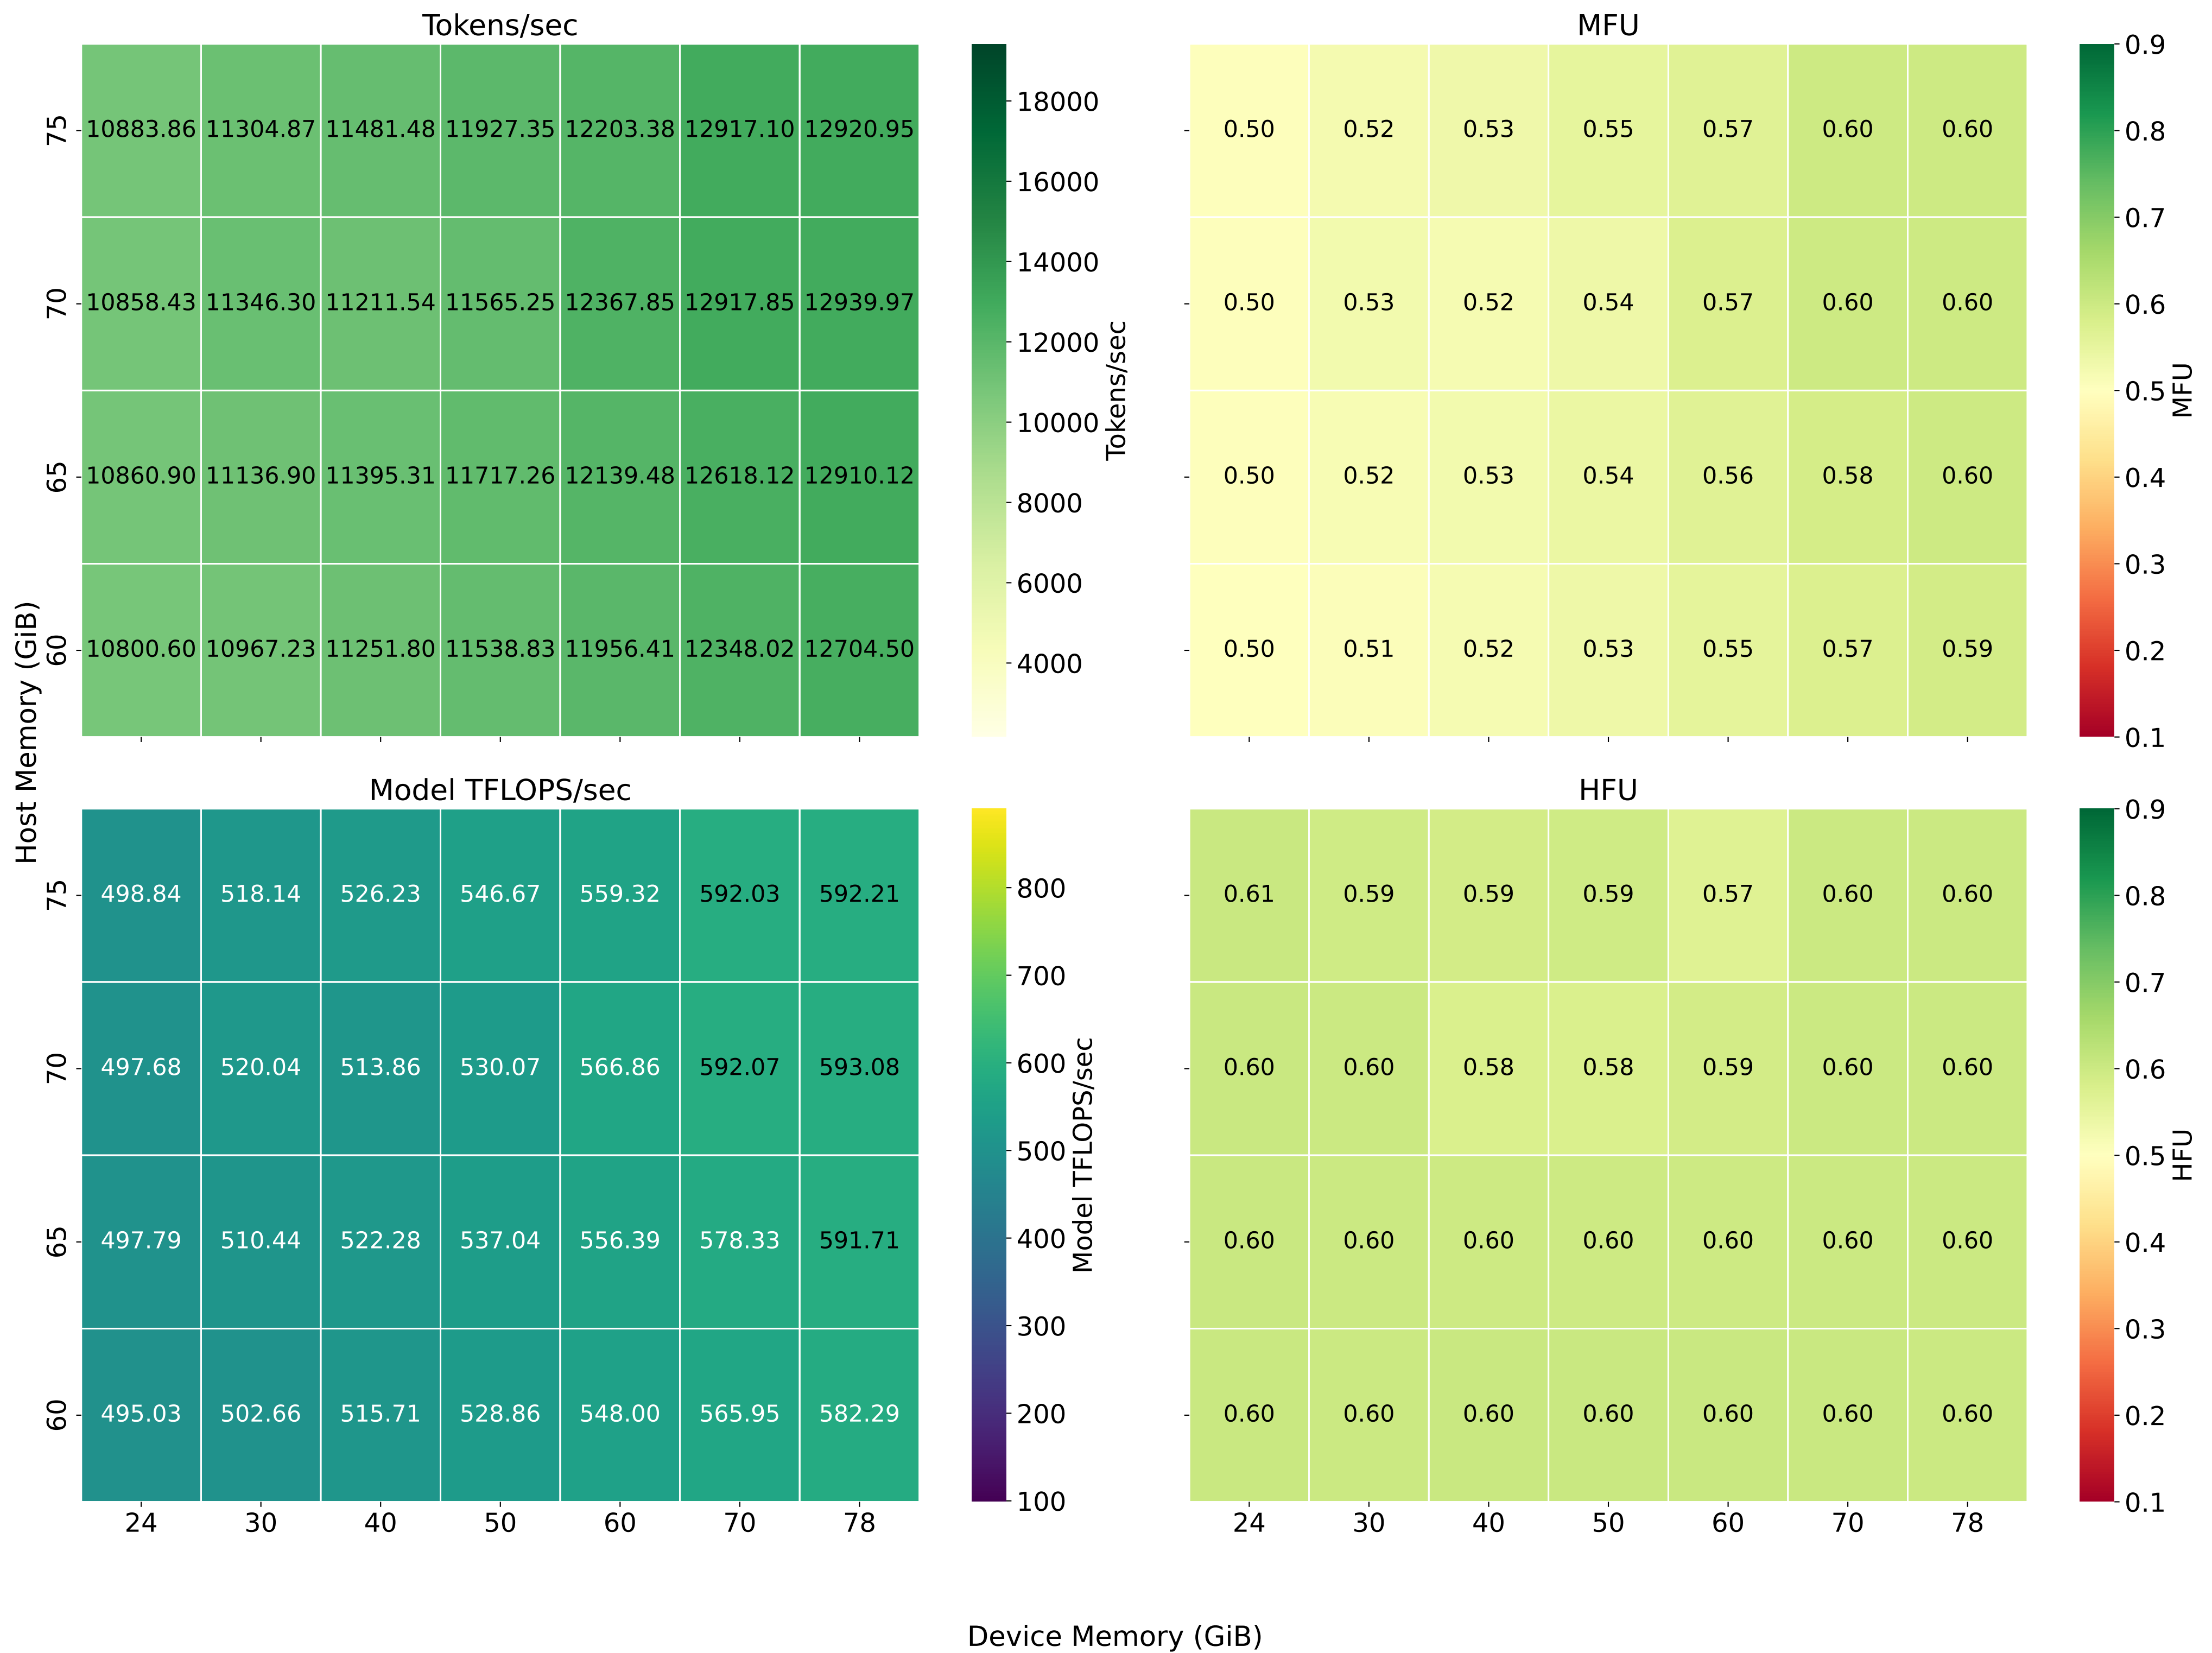 Tokens/sec
75
10883.86 11304.87 11481.48 11927.35 12203.38 12917.10 12920.95
70
10858.43 11346.30 11211.54 11565.25 12367.85 12917.85 12939.97
65
10860.90 11136.90 11395.31 11717.26 12139.48 12618.12 12910.12
60
10800.60 10967.23 11251.80 11538.83 11956.41 12348.02 12704.50
18000
16000
14000
12000
10000
8000
6000
4000
Tokens/sec
MFU
0.50 0.52 0.53 0.55 0.57 0.60 0.60
0.50 0.53 0.52 0.54 0.57 0.60 0.60
0.50 0.52 0.53 0.54 0.56 0.58 0.60
0.50 0.51 0.52 0.53 0.55 0.57 0.59
0.9
0.8
0.7
0.6
0.5
0.4
0.3
0.2
0.1
MFU
Host Memory (GiB)
Model TFLOPS/sec
75
498.84 518.14 526.23 546.67 559.32 592.03 592.21
70
497.68 520.04 513.86 530.07 566.86 592.07 593.08
65
497.79 510.44 522.28 537.04 556.39 578.33 591.71
60
495.03 502.66 515.71 528.86 548.00 565.95 582.29
24 30 40 50 60 70 78
800
700
600
500
400
300
200
100
Model TFLOPS/sec
HFU
0.61 0.59 0.59 0.59 0.57 0.60 0.60
0.60 0.60 0.58 0.58 0.59 0.60 0.60
0.60 0.60 0.60 0.60 0.60 0.60 0.60
0.60 0.60 0.60 0.60 0.60 0.60 0.60
24 30 40 50 60 70 78
0.9
0.8
0.7
0.6
0.5
0.4
0.3
0.2
0.1
HFU
Device Memory (GiB)